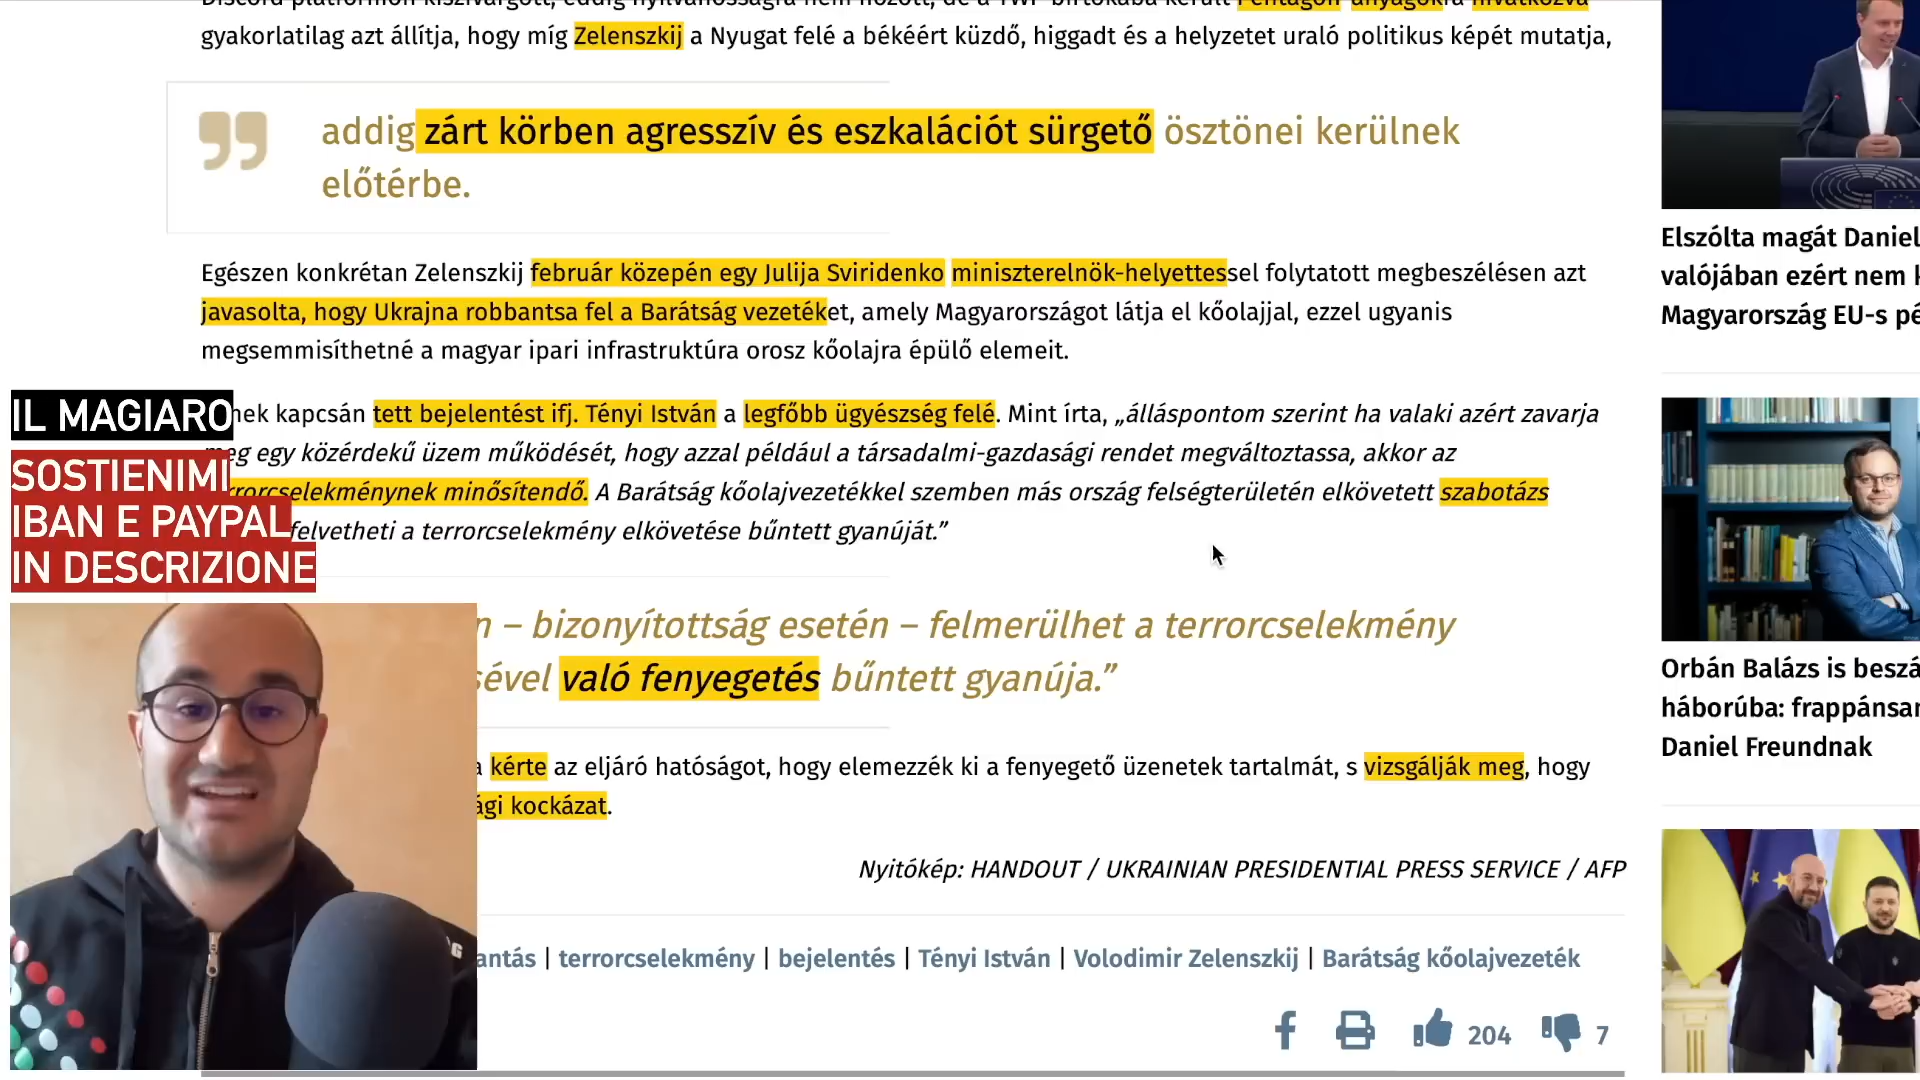 gyakorlatilag azt állítja, hogy míg Zelenszkij a Nyugat felé a békéért küzdő, higgadt és a helyzetet uraló politikus képét mutatja,
addig zárt körben agresszív és eszkalációt sürgető ösztönei kerülnek
előtérbe.
Egészen konkrétan Zelenszkij február közepén egy Julija Sviridenko miniszterelnök-helyettessel folytatott megbeszélésen azt
javasolta, hogy Ukrajna robbantsa fel a Barátság vezetéket, amely Magyarországot látja el kőolajjal, ezzel ugyanis
megsemmisíthetné a magyar ipari infrastruktúra orosz kőolajra épülő elemeit.
nek kapcsán tett bejelentést ifj. Tényi István a legfőbb ügyészség felé. Mint írta, „álláspontom szerint ha valaki azért zavarja
eg egy közérdekű üzem működését, hogy azzal például a társadalmi-gazdasági rendet megváltoztassa, akkor az
rorcselekménynek minősítendő. A Barátság kőolajvezetékkel szemben más ország felségterületén elkövetett szabotázs
felvetheti a terrorcselekmény elkövetése bűntett gyanúját.”
n – bizonyítottság esetén – felmerülhet a terrorcselekmény
sével való fenyegetés bűntett gyanúja.”
a kérte az eljáró hatóságot, hogy elemezzék ki a fenyegető üzenetek tartalmát, s vizsgálják meg, hogy
ági kockázat.
Nyitókép: HANDOUT / UKRAINIAN PRESIDENTIAL PRESS SERVICE / AFP
antás | terrorcselekmény | bejelentés | Tényi István | Volodimir Zelenszkij | Barátság kőolajvezeték
204
7
IL MAGIARO
SOSTIENIMI
IBAN E PAYPAL
IN DESCRIZIONE
Elszólta magát Daniel
valójában ezért nem k
Magyarország EU-s pé
Orbán Balázs is beszá
háborúba: frappánsan
Daniel Freundnak